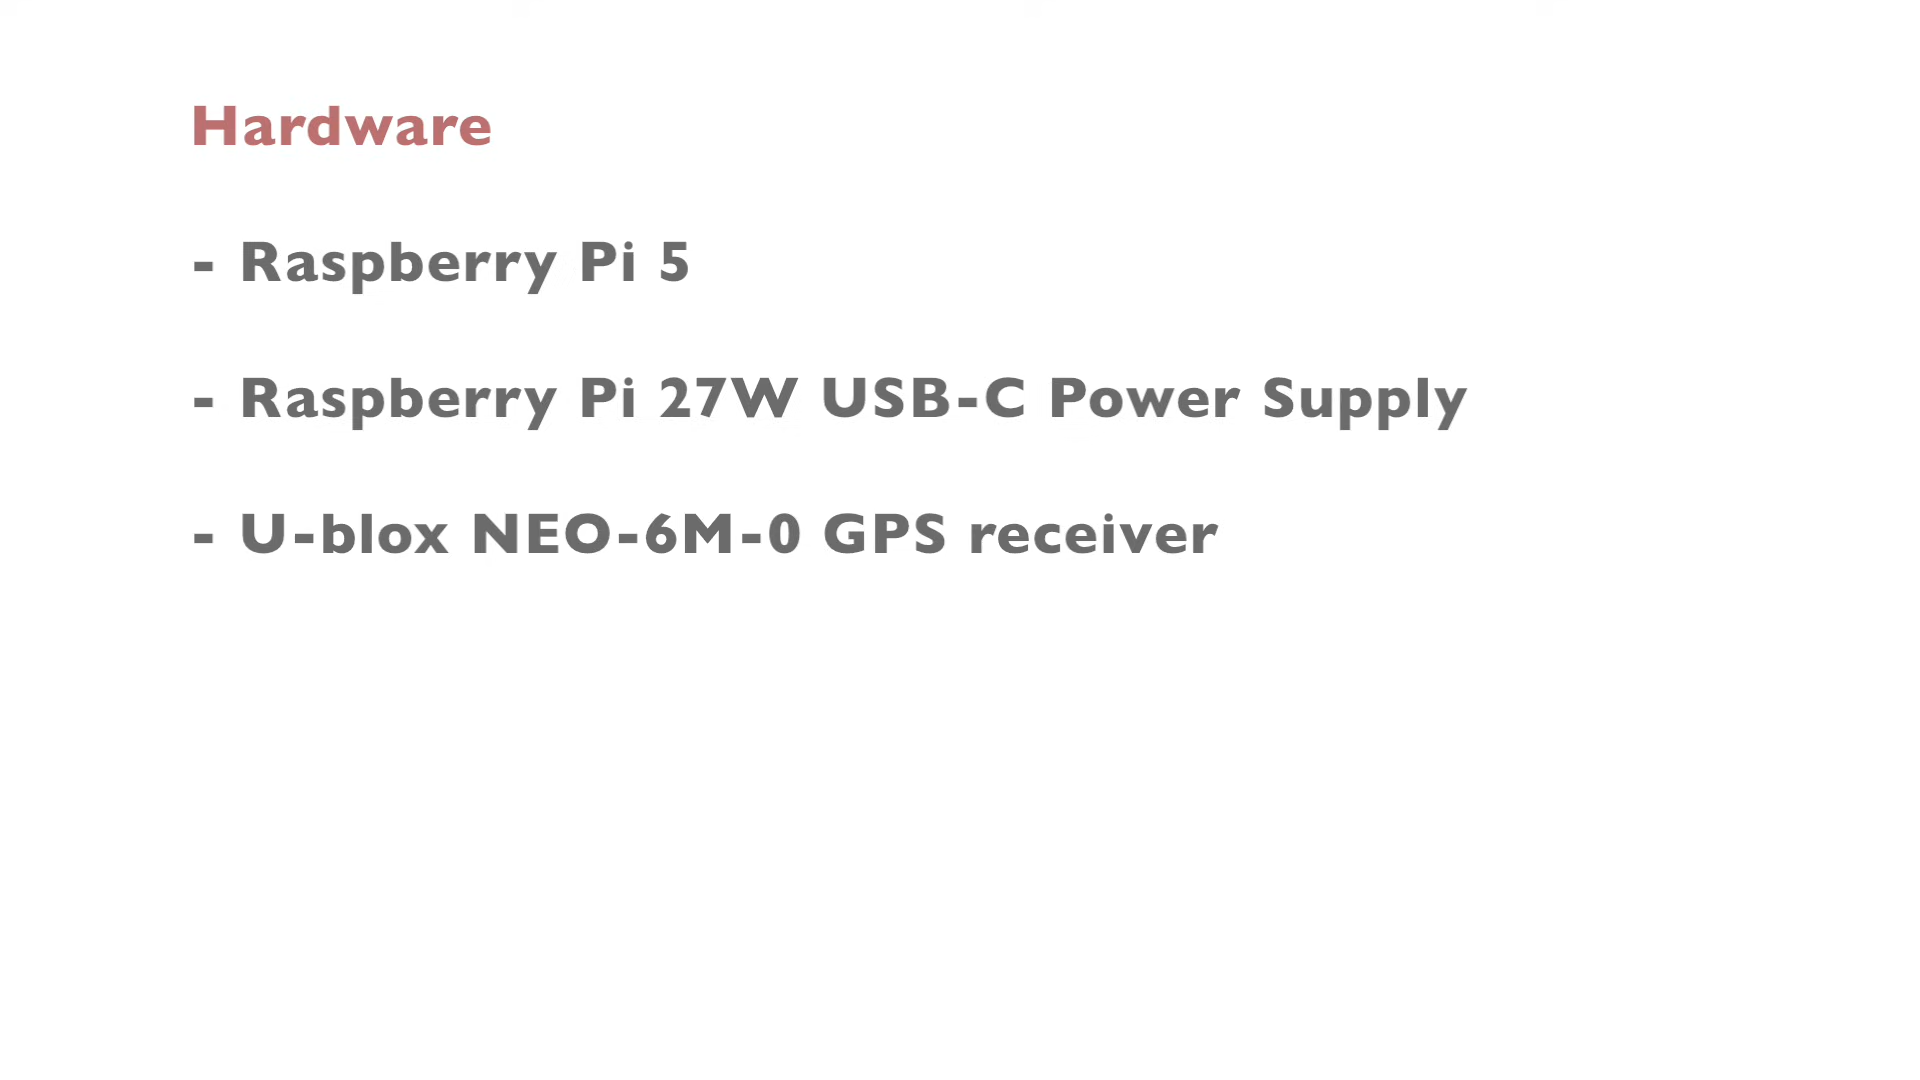 Hardware
- Raspberry Pi 5
- Raspberry Pi 27W USB-C Power Supply
- U-blox NEO-6M-0 GPS receiver